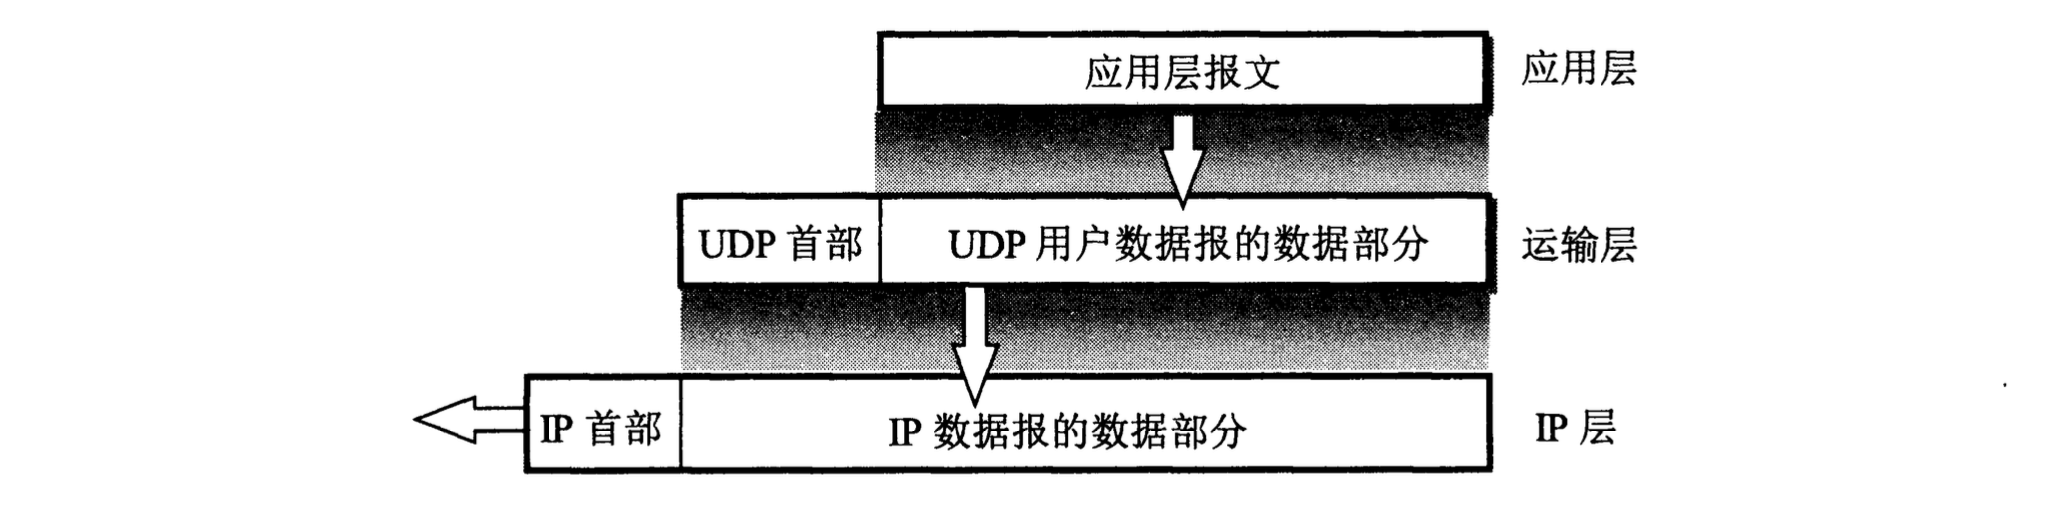 应用层报文 应用层
UDP 首部 UDP 用户数据报的数据部分 运输层
IP 首部 IP 数据报的数据部分 IP 层